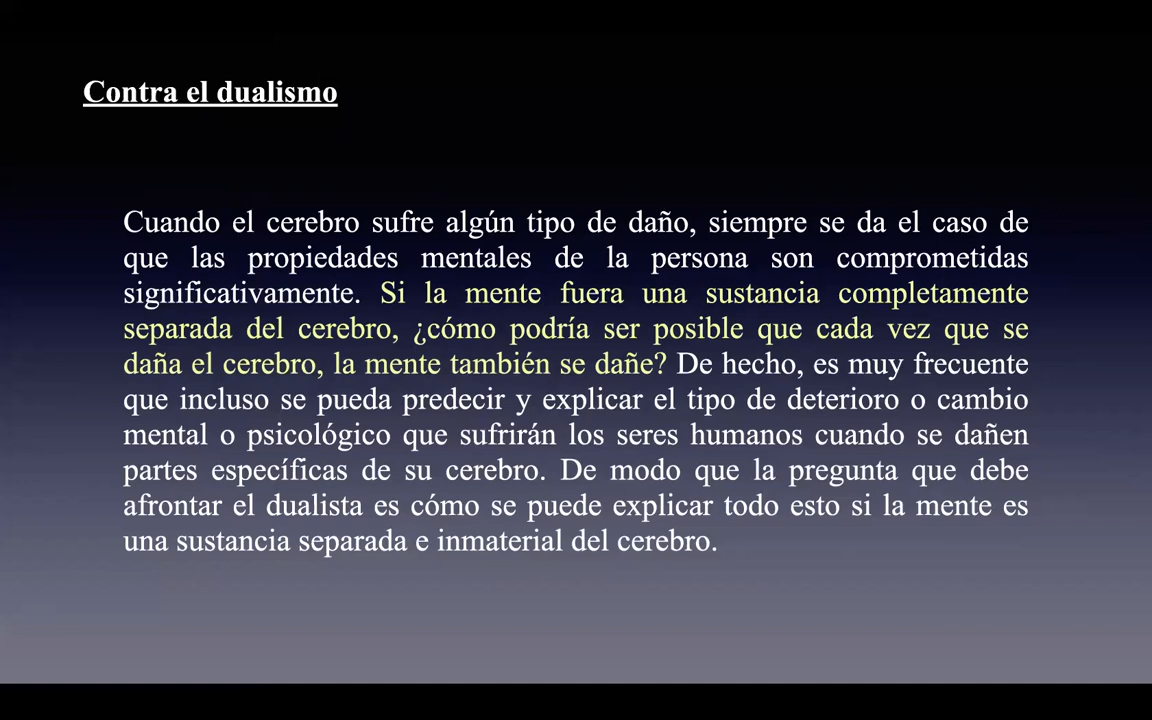 Contra el dualismo
Cuando el cerebro sufre algún tipo de daño, siempre se da el caso de
que las propiedades mentales de la persona son comprometidas
significativamente. Si la mente fuera una sustancia completamente
separada del cerebro, ¿cómo podría ser posible que cada vez que se
daña el cerebro, la mente también se dañe? De hecho, es muy frecuente
que incluso se pueda predecir y explicar el tipo de deterioro o cambio
mental o psicológico que sufrirán los seres humanos cuando se dañen
partes específicas de su cerebro. De modo que la pregunta que debe
afrontar el dualista es cómo se puede explicar todo esto si la mente es
una sustancia separada e inmaterial del cerebro.